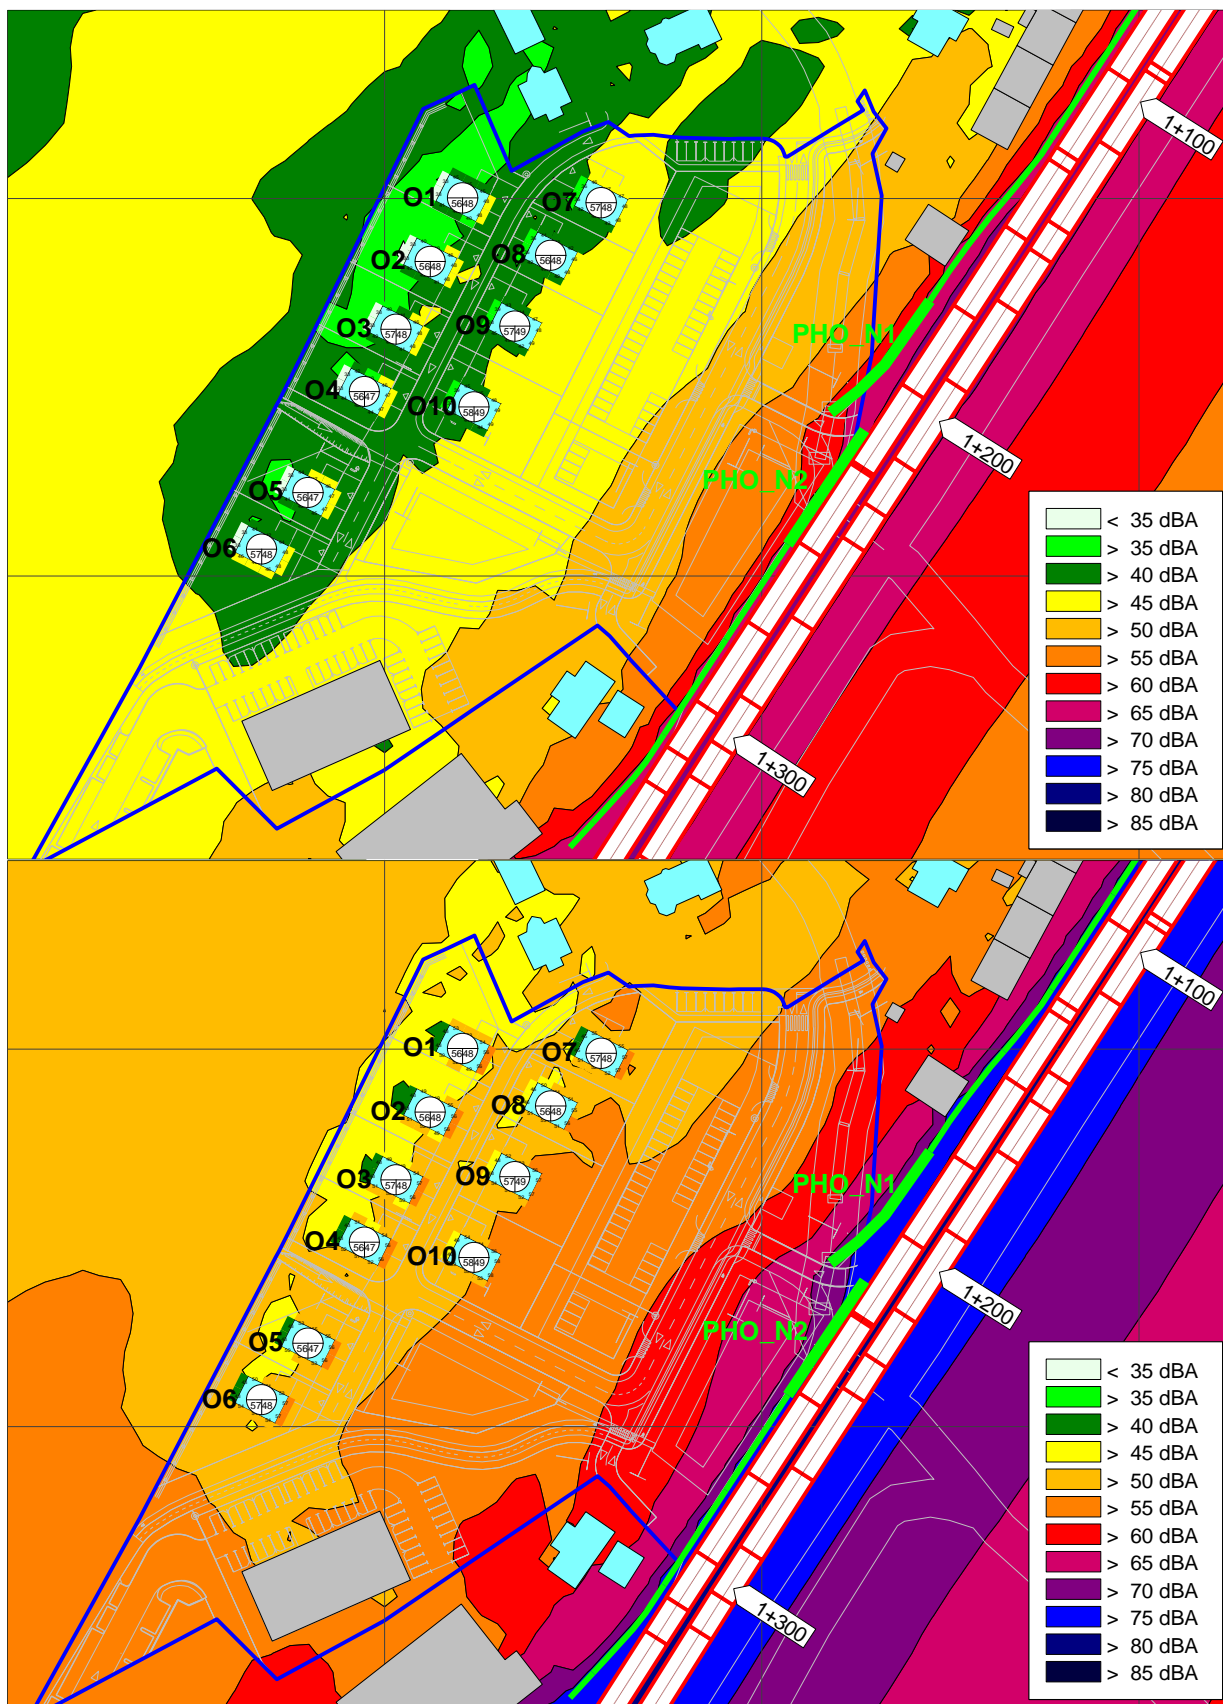 1+100
O1
5648
O7
5748
O2
5648
O8
5648
O3
5748
O9
5749
PHO_N1
O4
5647
O10
5849
1+200
O5
5647
PHO_N2
O6
5748
1+300
< 35 dBA
> 35 dBA
> 40 dBA
> 45 dBA
> 50 dBA
> 55 dBA
> 60 dBA
> 65 dBA
> 70 dBA
> 75 dBA
> 80 dBA
> 85 dBA
1+100
O1
5648
O7
5748
O2
5648
O8
5648
O3
5748
O9
5749
PHO_N1
O4
5647
O10
5849
1+200
O5
5647
PHO_N2
O6
5748
1+300
< 35 dBA
> 35 dBA
> 40 dBA
> 45 dBA
> 50 dBA
> 55 dBA
> 60 dBA
> 65 dBA
> 70 dBA
> 75 dBA
> 80 dBA
> 85 dBA